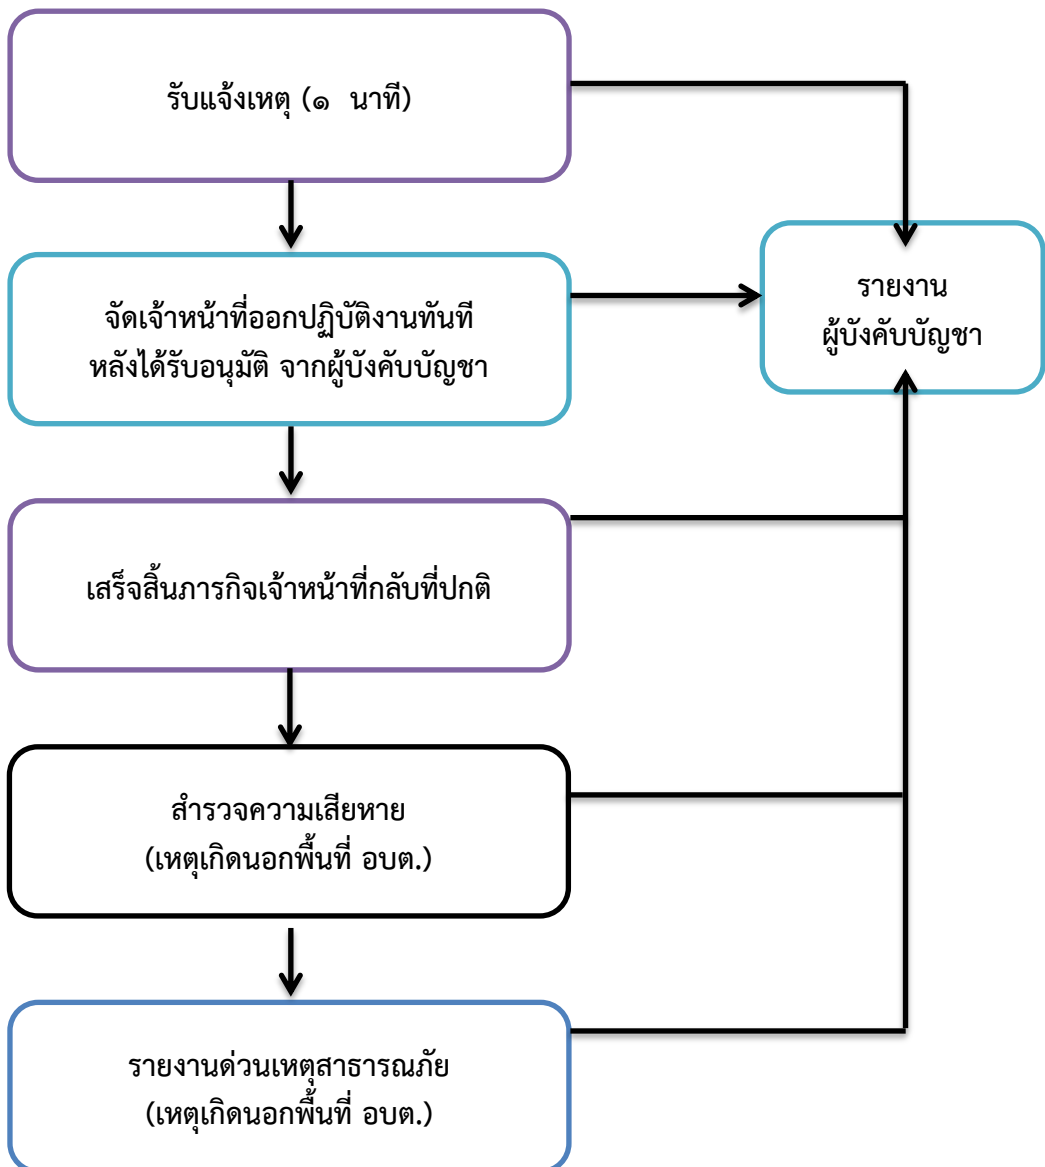 รับแจ้งเหตุ (๑ นาที)
จัดเจ้าหน้าที่ออกปฏิบัติงานทันที
หลังได้รับอนุมัติ จากผู้บังคับบัญชา
รายงาน
ผู้บังคับบัญชา
เสร็จสิ้นภารกิจเจ้าหน้าที่กลับที่ปกติ
สำรวจความเสียหาย
(เหตุเกิดนอกพื้นที่ อบต.)
รายงานด่วนเหตุสาธารณภัย
(เหตุเกิดนอกพื้นที่ อบต.)